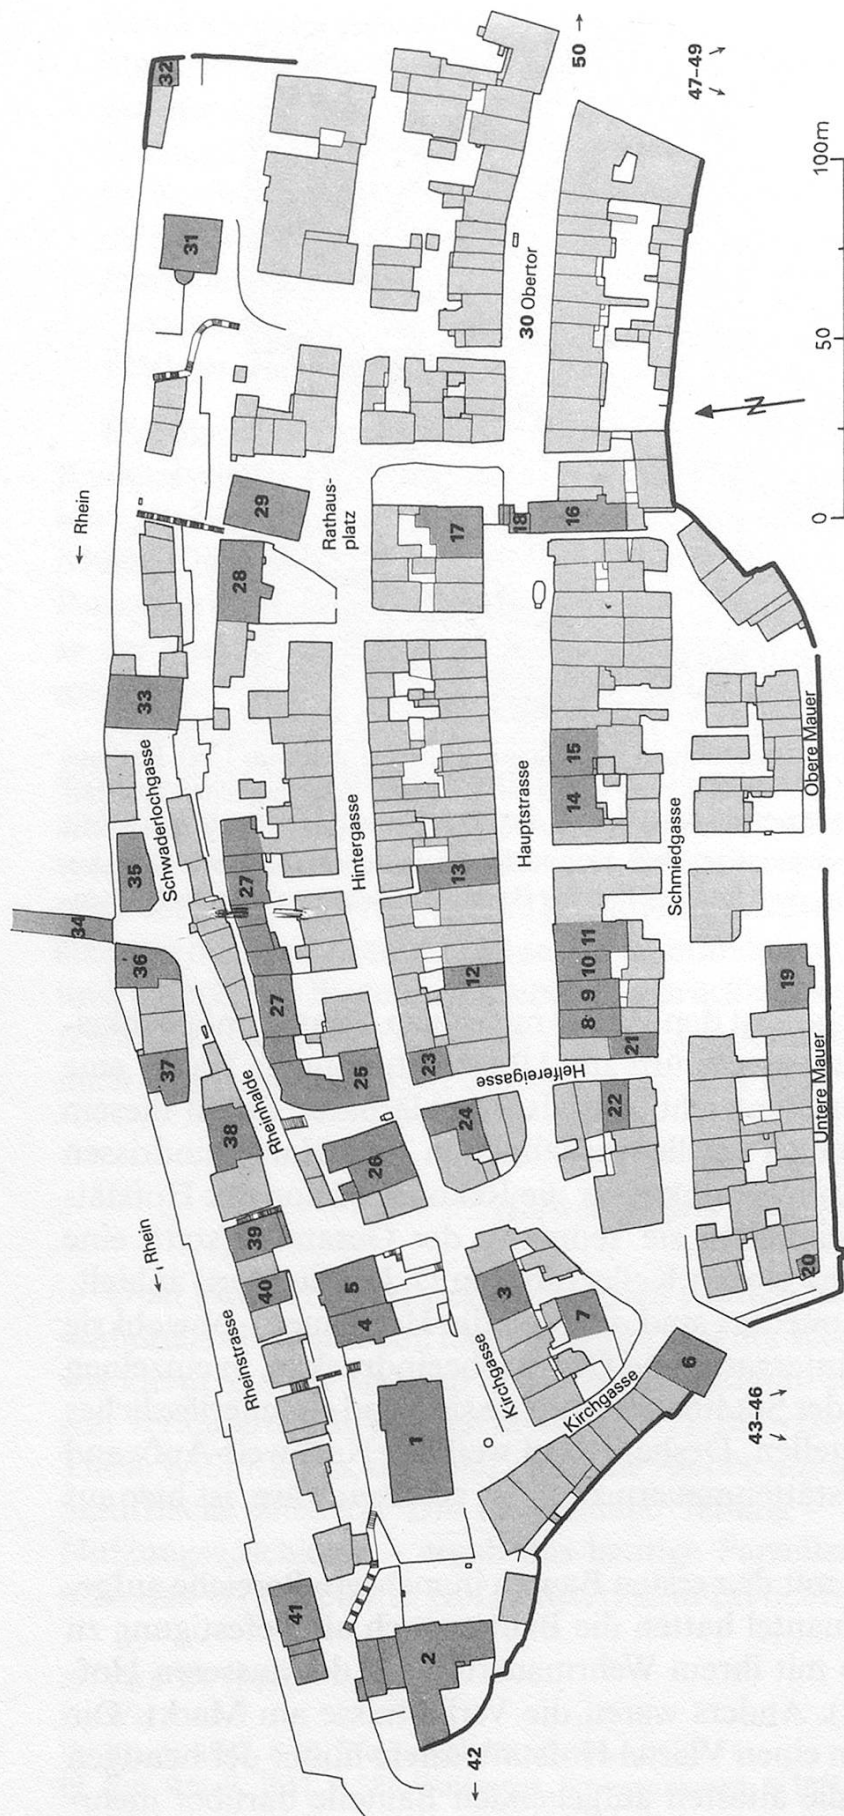 50 →
47–49
32
31
30 Obertor
100m
50
0
N
← Rhein
29
Rathaus-
platz
28
17
18
16
33
Schwaderlochgasse
35
34
36
37
27
27
Hintergasse
13
12
Hauptstrasse
15
14
11
10
9
8
Schmiedgasse
Obere Mauer
19
21
23
25
Helfereigasse
Rheinhalde
38
24
22
Untere Mauer
20
26
39
40
← Rhein
Rheinstrasse
5
4
3
7
Kirchgasse
Kirchgasse
6
43–46
1
41
2
← 42